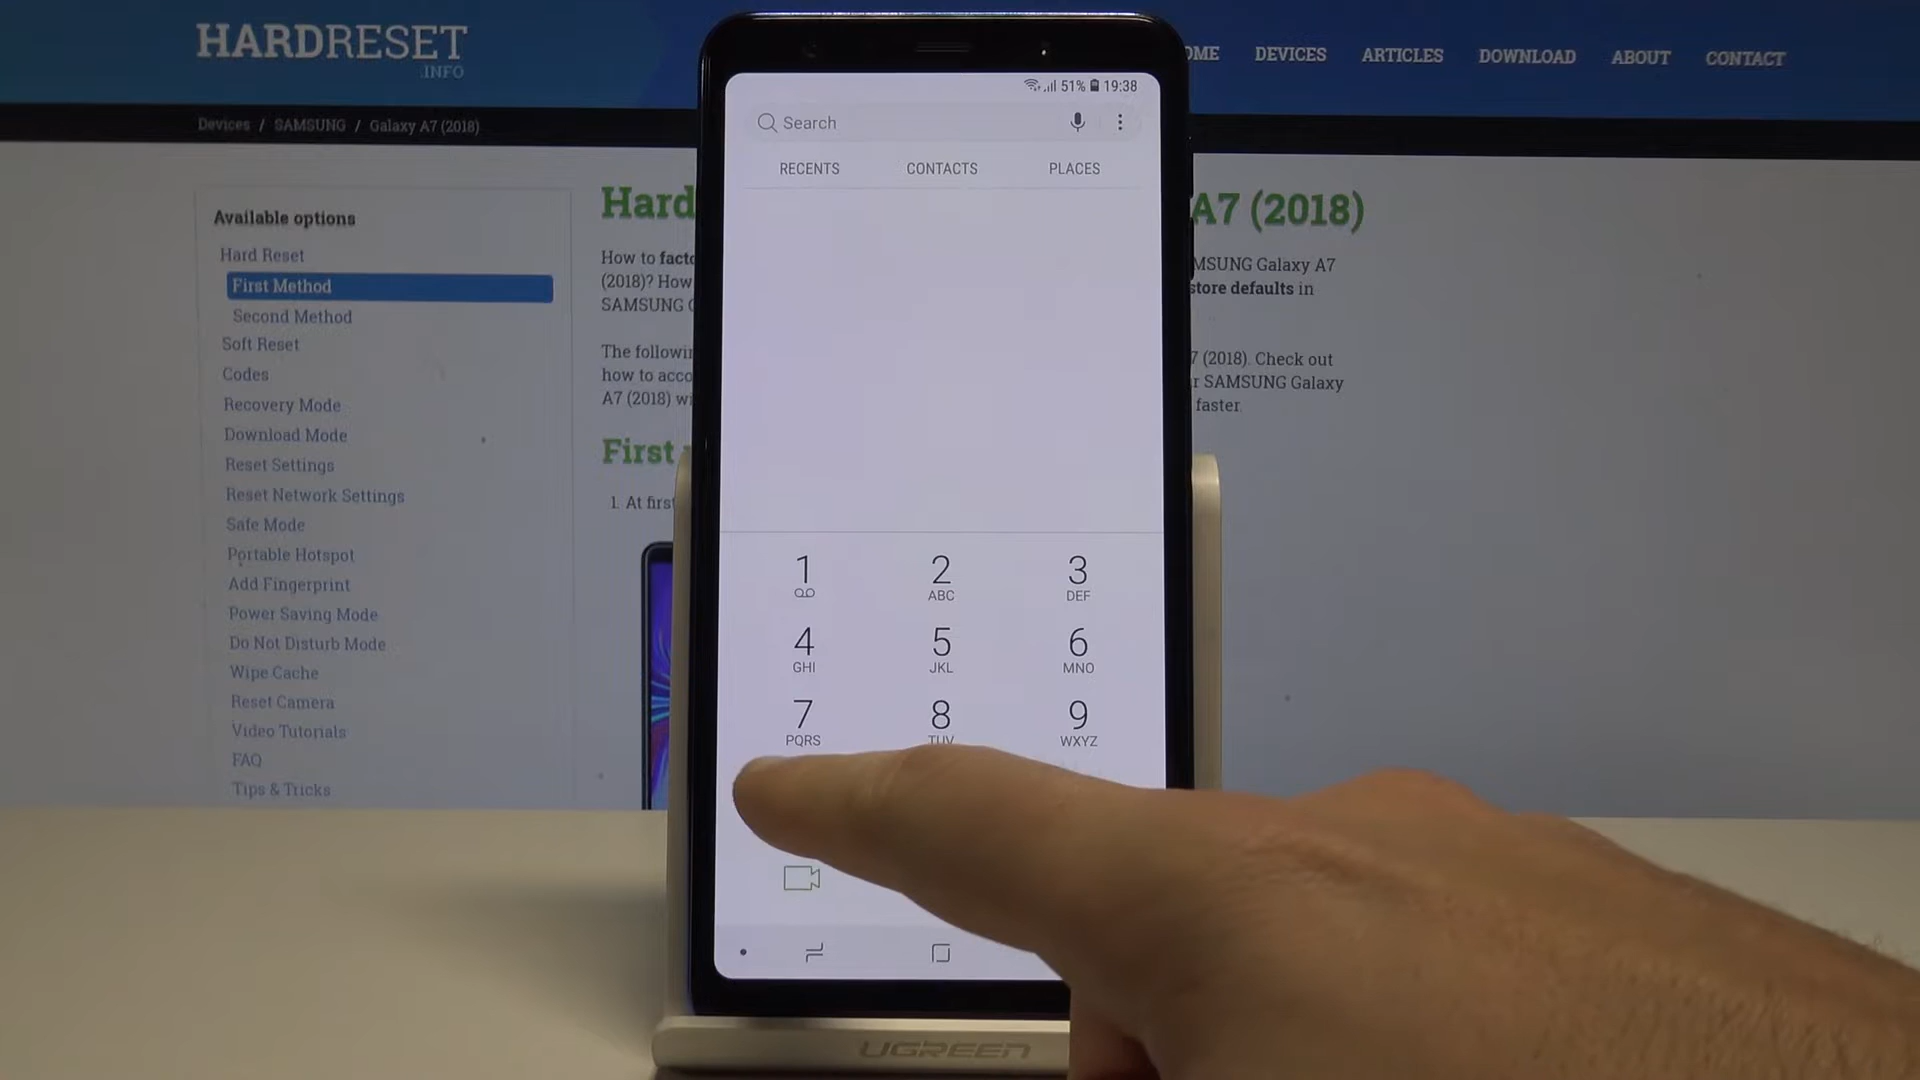 HARDRESET
.INFO
OME DEVICES ARTICLES DOWNLOAD ABOUT CONTACT
Devices / SAMSUNG / Galaxy A7 (2018)
Available options
Hard Reset
First Method
Second Method
Soft Reset
Codes
Recovery Mode
Download Mode
Reset Settings
Reset Network Settings
Safe Mode
Portable Hotspot
Add Fingerprint
Power Saving Mode
Do Not Disturb Mode
Wipe Cache
Reset Camera
Video Tutorials
FAQ
Tips & Tricks
Hard
A7 (2018)
How to facto
MSUNG Galaxy A7
(2018)? How
store defaults in
SAMSUNG G
The followin
7 (2018). Check out
how to acco
r SAMSUNG Galaxy
A7 (2018) w
faster.
First
1. At first
51% 19:38
Search
RECENTS CONTACTS PLACES
1 2 3
ABC DEF
4 5 6
GHI JKL MNO
7 8 9
PQRS TUV WXYZ
UGREEN